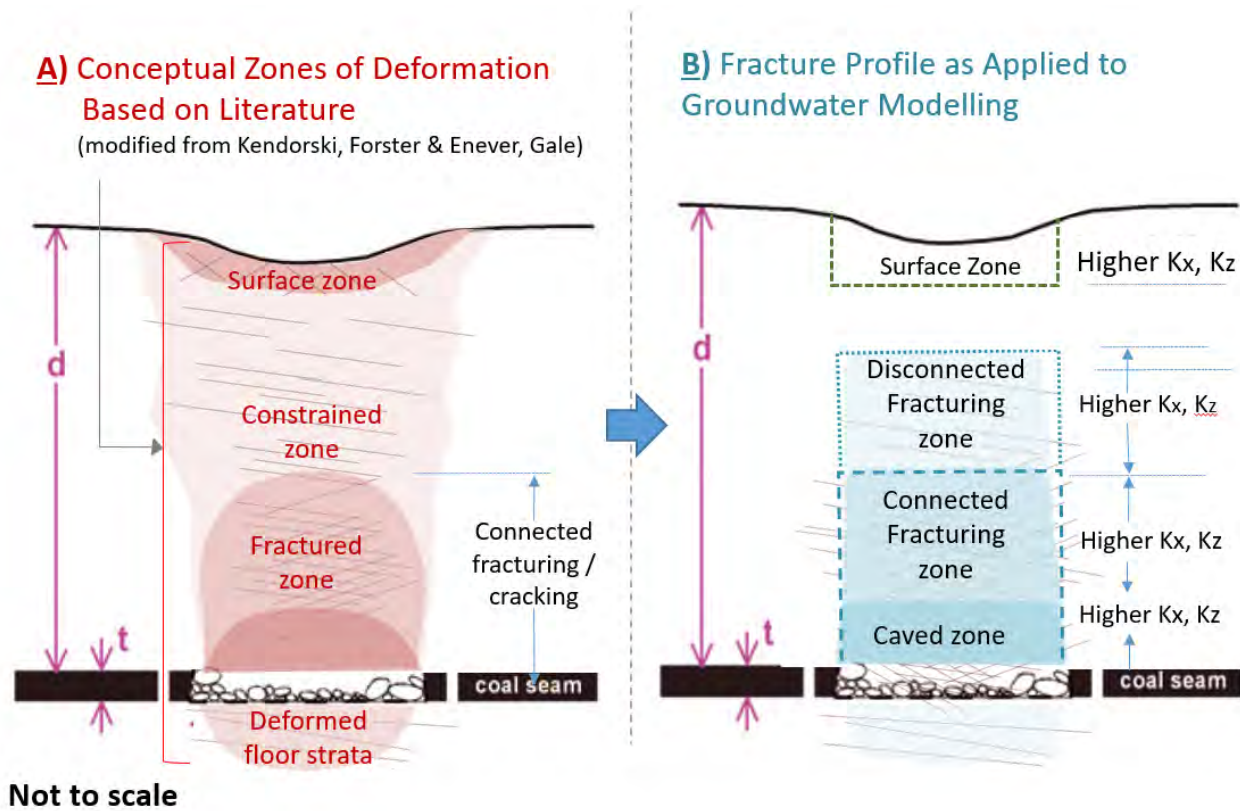 A) Conceptual Zones of Deformation
Based on Literature
(modified from Kendorski, Forster & Enever, Gale)
d
Surface zone
Constrained
zone
Fractured
zone
Connected
fracturing /
cracking
t
coal seam
Deformed
floor strata
Not to scale
B) Fracture Profile as Applied to
Groundwater Modelling
d
Surface Zone
Higher Kx, Kz
Disconnected
Fracturing
zone
Higher Kx, Kz
Connected
Fracturing
zone
Higher Kx, Kz
Caved zone
Higher Kx, Kz
t
coal seam